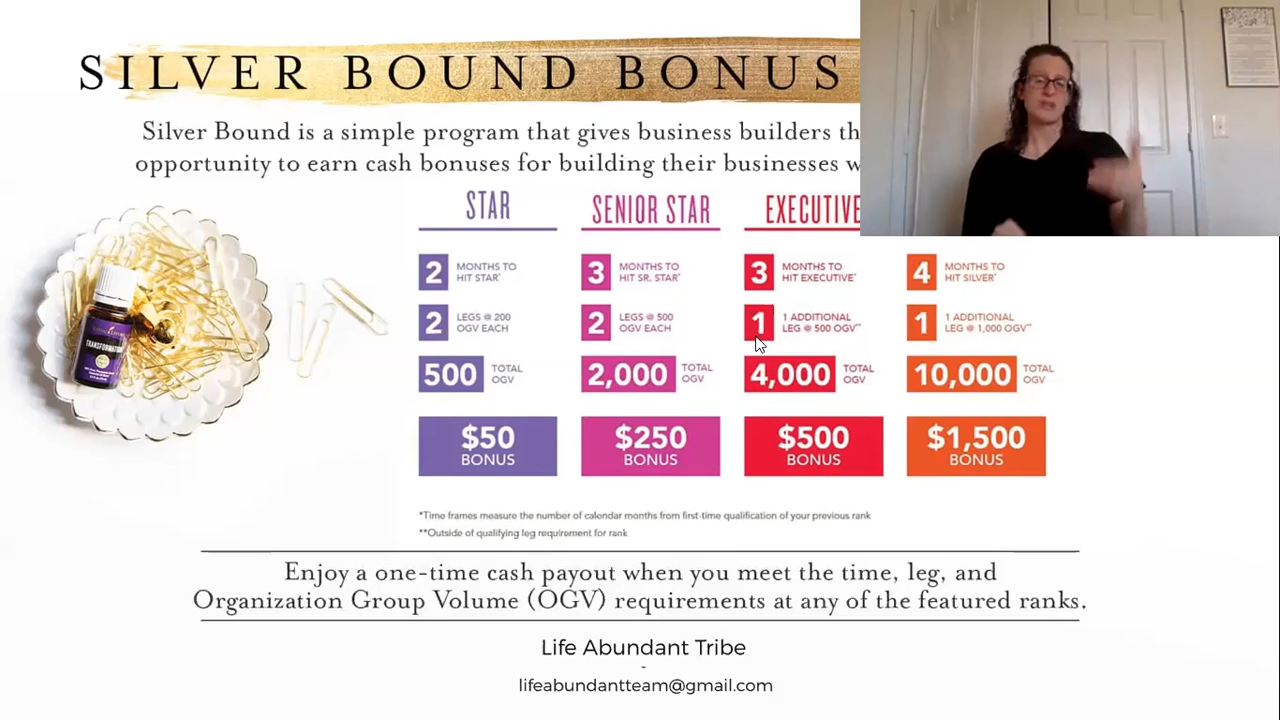 SILVER BOUND BONUS
Silver Bound is a simple program that gives business builders th
opportunity to earn cash bonuses for building their businesses w
STAR
2 MONTHS TO
HIT STAR*
2 LEGS @ 200
OGV EACH
500 TOTAL
OGV
$50
BONUS
SENIOR STAR
3 MONTHS TO
HIT SR. STAR*
2 LEGS @ 500
OGV EACH
2,000 TOTAL
OGV
$250
BONUS
EXECUTIVE
3 MONTHS TO
HIT EXECUTIVE*
1 1 ADDITIONAL
LEG @ 500 OGV**
4,000 TOTAL
OGV
$500
BONUS
4 MONTHS TO
HIT SILVER*
1 1 ADDITIONAL
LEG @ 1,000 OGV**
10,000 TOTAL
OGV
$1,500
BONUS
TRANSFORMATION
*Time frames measure the number of calendar months from first-time qualification of your previous rank
**Outside of qualifying leg requirement for rank
Enjoy a one-time cash payout when you meet the time, leg, and
Organization Group Volume (OGV) requirements at any of the featured ranks.
Life Abundant Tribe
-
lifeabundantteam@gmail.com